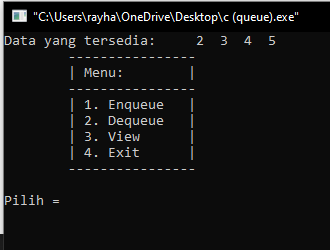 "C:\Users\rayha\OneDrive\Desktop\c (queue).exe"
Data yang tersedia: 2 3 4 5
----------------
| Menu: |
----------------
| 1. Enqueue |
| 2. Dequeue |
| 3. View |
| 4. Exit |
----------------
Pilih =